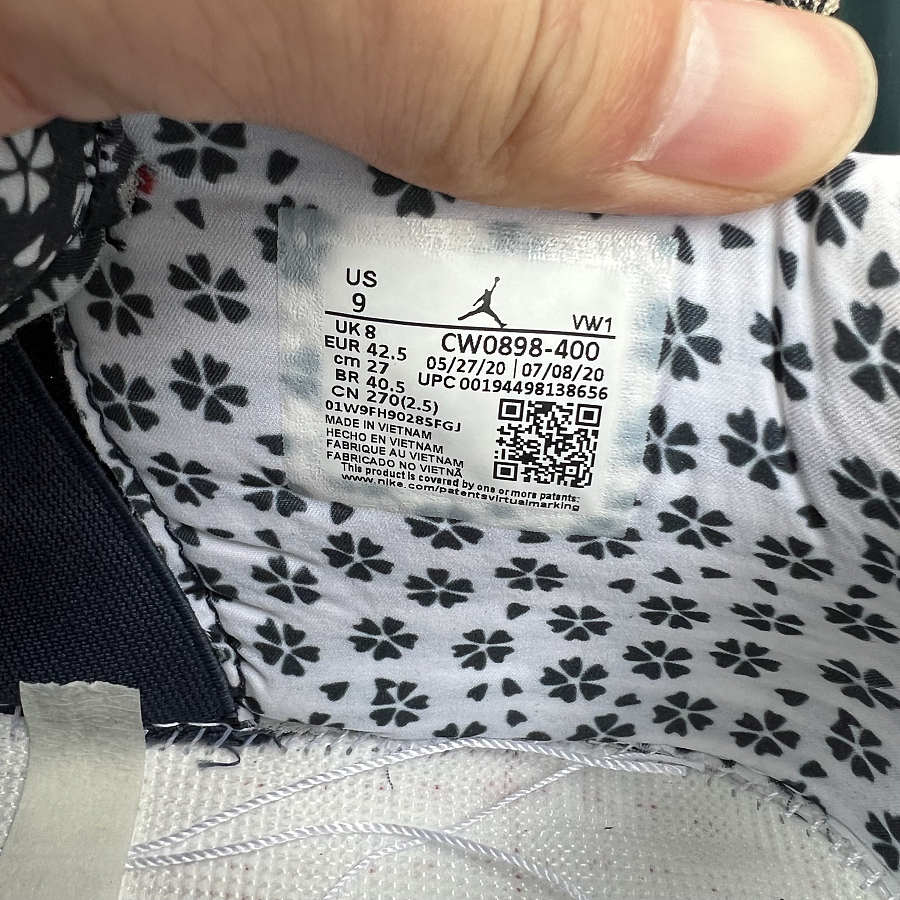 US
9
VW1
UK 8
EUR 42.5
cm 27
BR 40.5
CN 270(2.5)
CW0898-400
05/27/20 | 07/08/20
UPC 00194498138656
01W9FH9028SFGJ
MADE IN VIETNAM
HECHO EN VIETNAM
FABRIQUE AU VIETNAM
FABRICADO NO VIETNÃ
This product is covered by one or more patents:
www.nike.com/patentsvirtualmarking